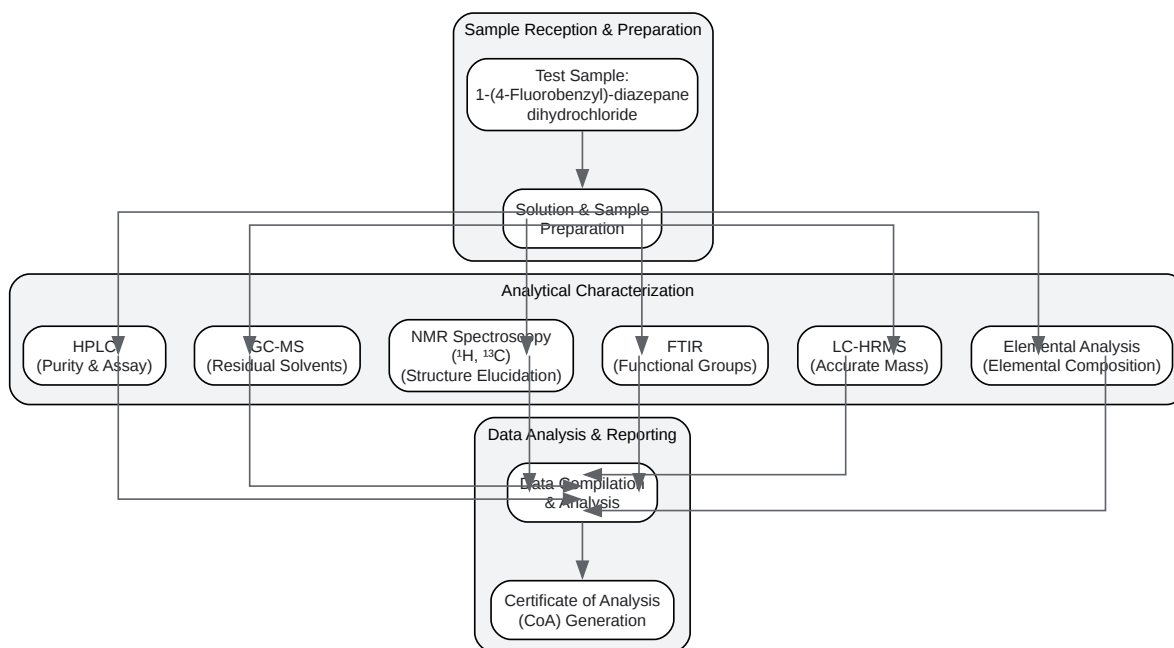 Sample Reception & Preparation
Test Sample:
1-(4-Fluorobenzyl)-diazepane
dihydrochloride
Solution & Sample
Preparation
Analytical Characterization
HPLC
(Purity & Assay)
GC-MS
(Residual Solvents)
NMR Spectroscopy
(¹H, ¹³C)
(Structure Elucidation)
FTIR
(Functional Groups)
LC-HRMS
(Accurate Mass)
Elemental Analysis
(Elemental Composition)
Data Analysis & Reporting
Data Compilation
& Analysis
Certificate of Analysis
(CoA) Generation